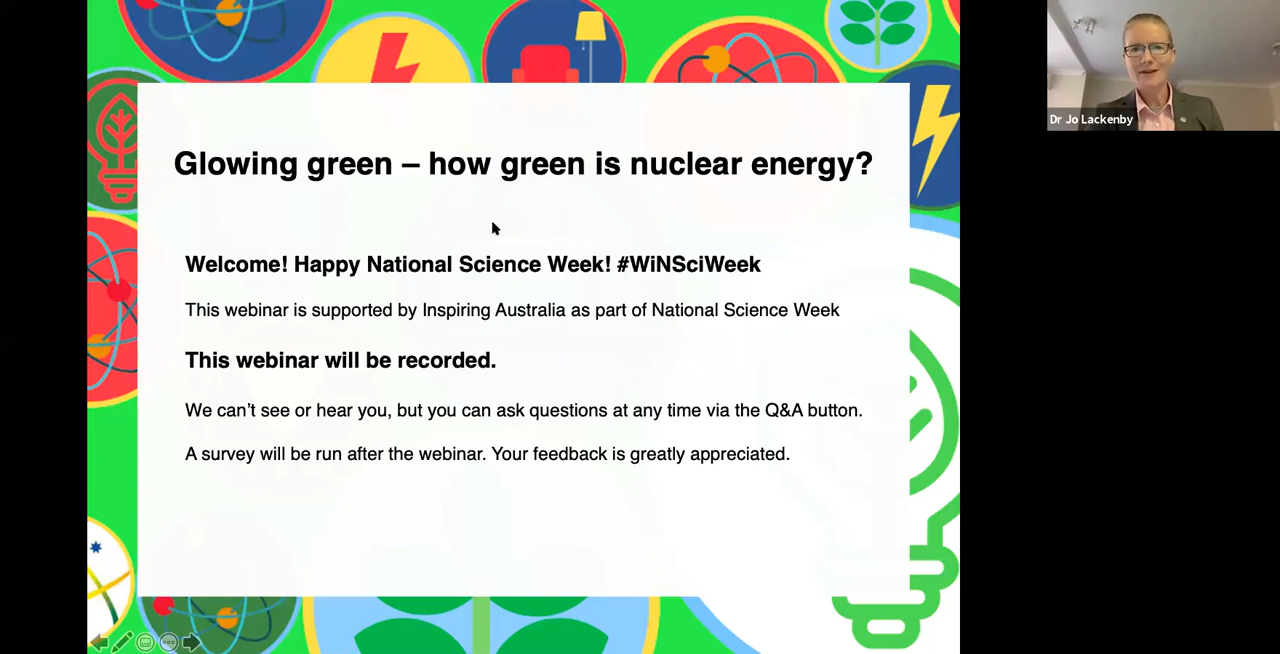 Glowing green – how green is nuclear energy?
Welcome! Happy National Science Week! #WiNSciWeek
This webinar is supported by Inspiring Australia as part of National Science Week
This webinar will be recorded.
We can’t see or hear you, but you can ask questions at any time via the Q&A button.
A survey will be run after the webinar. Your feedback is greatly appreciated.
Dr Jo Lackenby